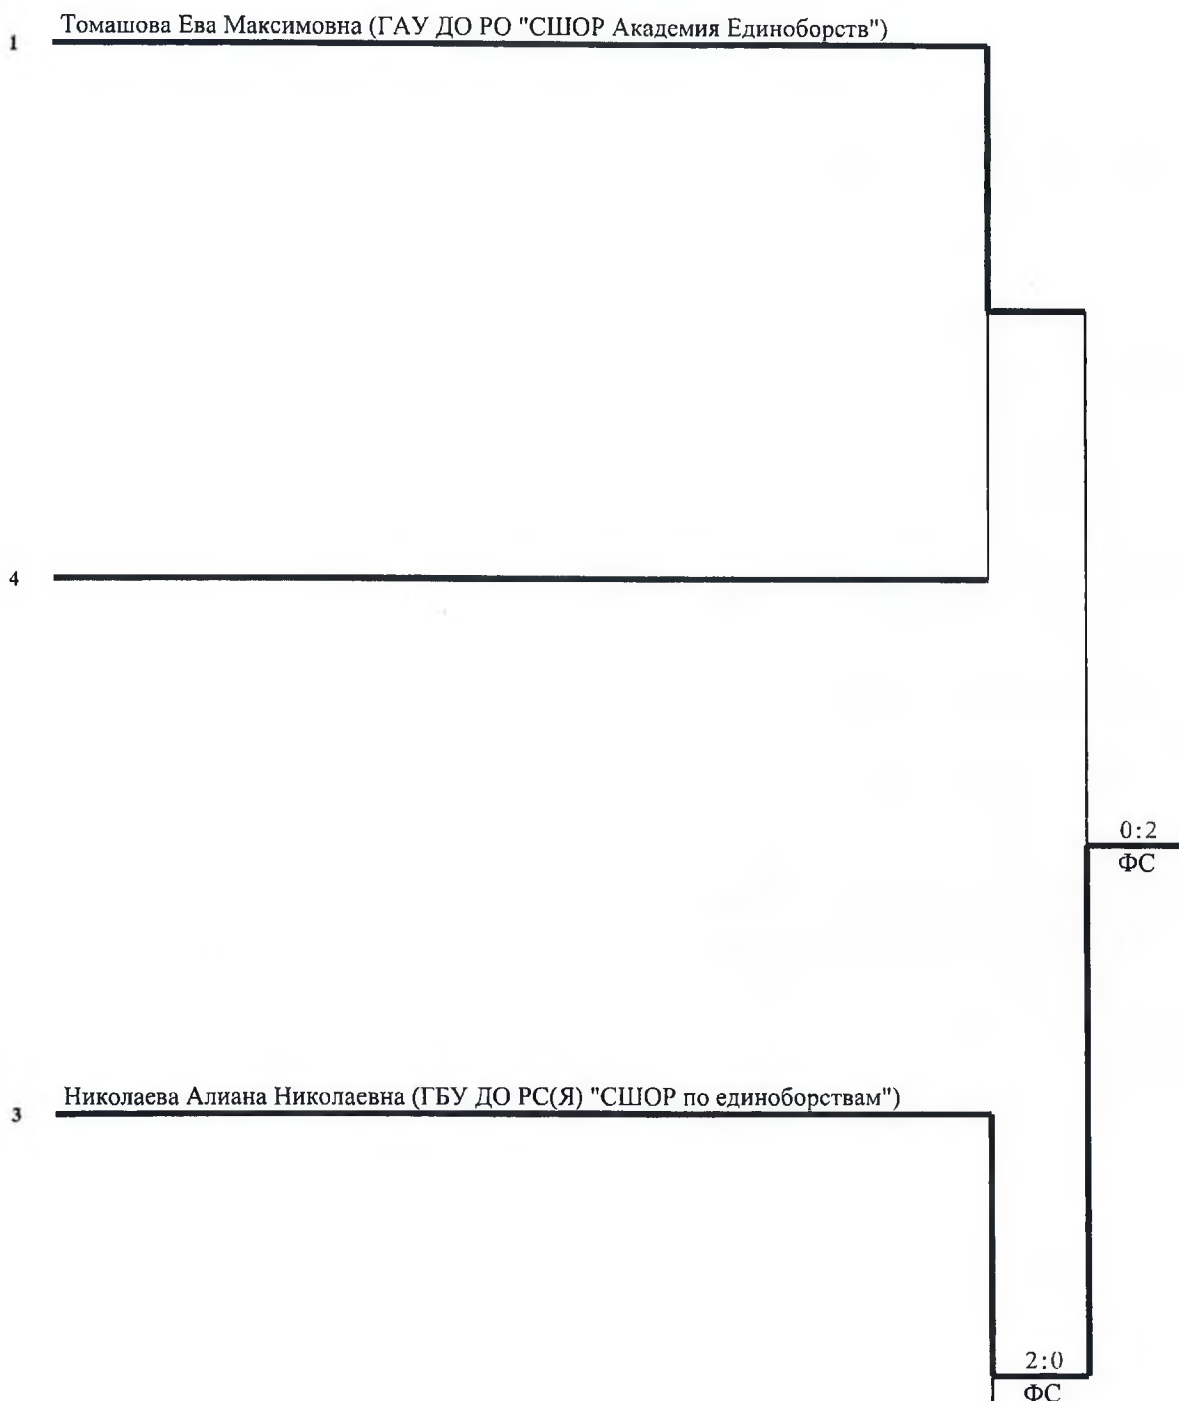 Томашова Ева Максимовна (ГАУ ДО РО "СШОР Академия Единоборств")
1
4
0:2
ФС
Николаева Алиана Николаевна (ГБУ ДО РС(Я) "СШОР по единоборствам")
3
2:0
ФС